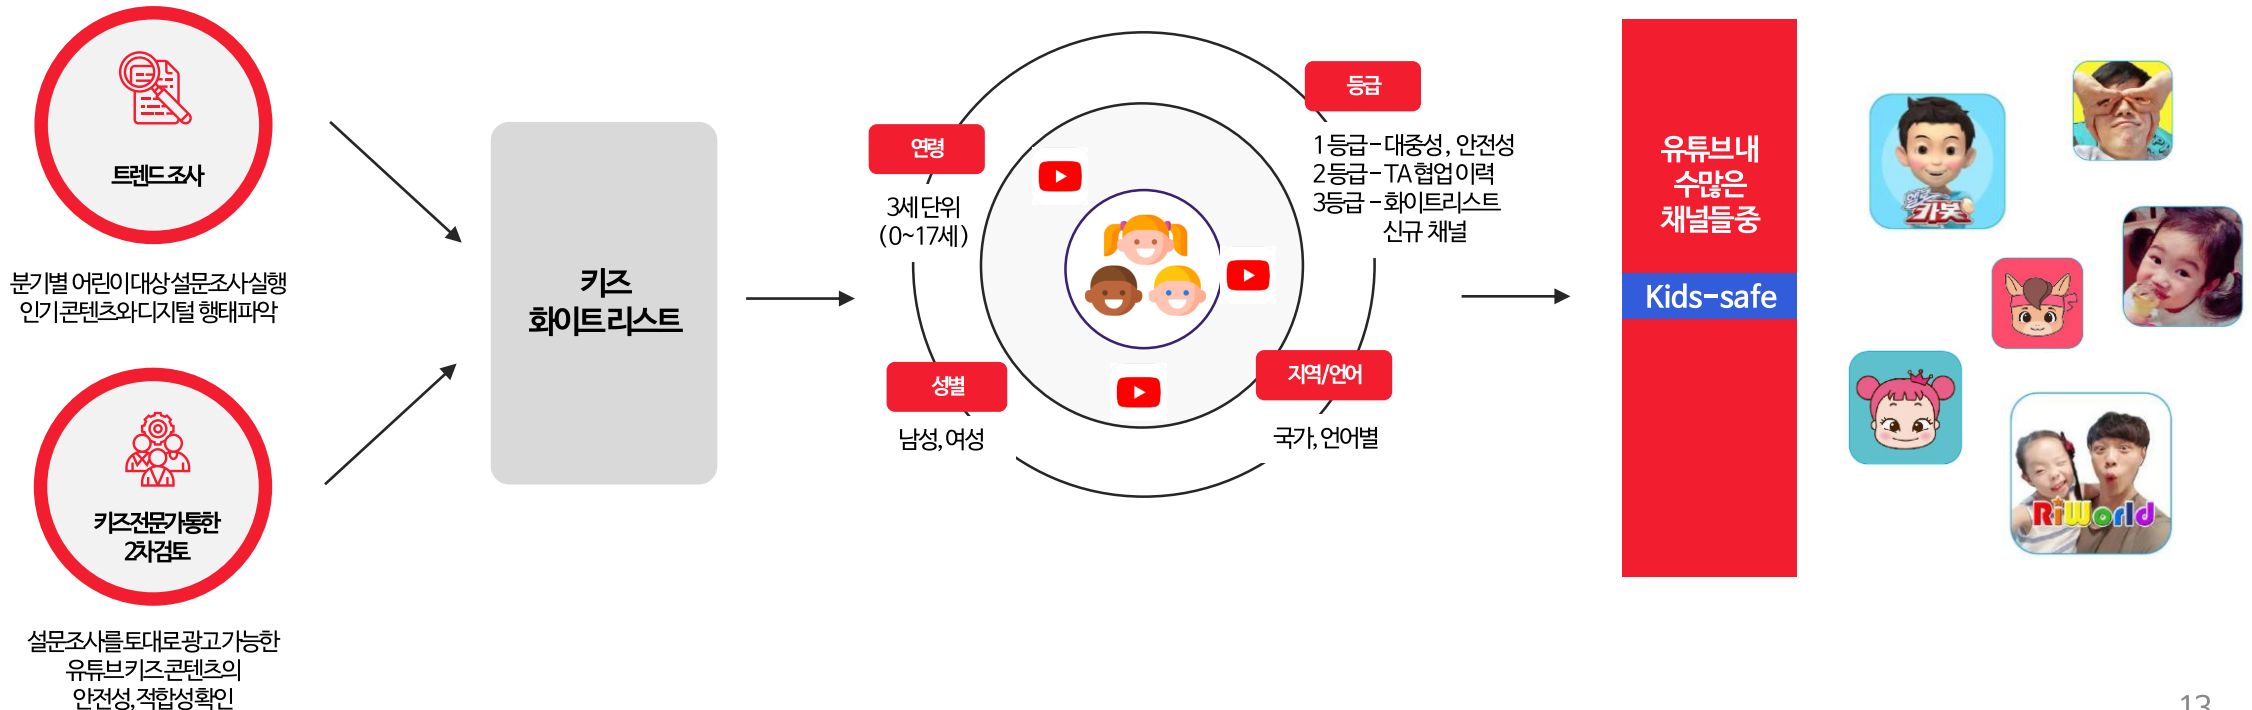 트렌드 조사
분기별 어린이 대상 설문조사 실행
인기 콘텐츠와 디지털 행태 파악
키즈 전문가 통한
2차 검토
설문조사를 토대로 광고 가능한
유튜브 키즈 콘텐츠의
안전성, 적합성 확인
키즈
화이트 리스트
연령
3세 단위
(0~17세)
성별
남성, 여성
등급
1등급 - 대중성, 안전성
2등급 - TA 협업 이력
3등급 - 화이트리스트
신규 채널
지역/언어
국가, 언어별
유튜브 내
수많은
채널들 중
Kids-safe
카봇
RiWorld
13